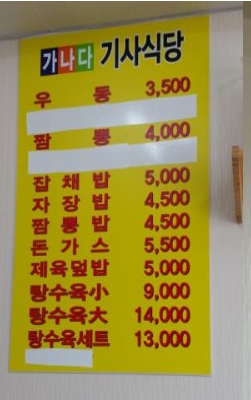 가나다 기사식당
우동 3,500
짬뽕 4,000
잡채밥 5,000
자장밥 4,500
짬뽕밥 4,500
돈가스 5,500
제육덮밥 5,000
탕수육小 9,000
탕수육大 14,000
탕수육세트 13,000